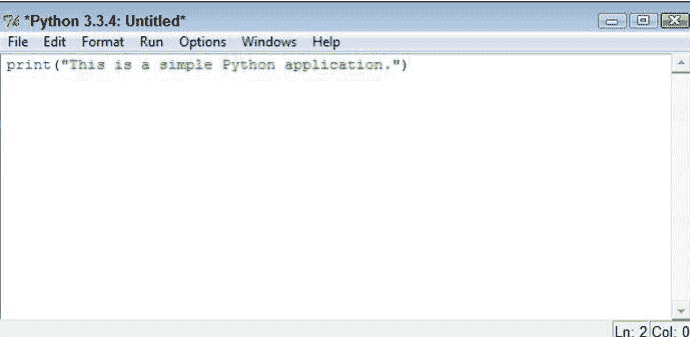 *Python 3.3.4: Untitled*
File Edit Format Run Options Windows Help
print("This is a simple Python application.")
Ln: 2 Col: 0